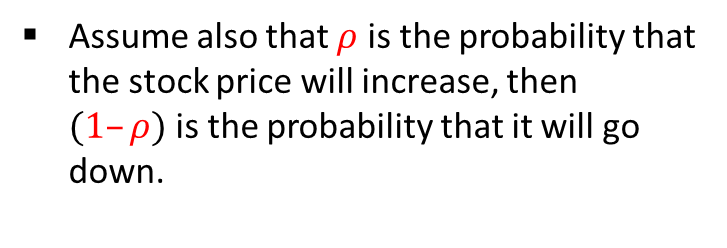 ▪ Assume also that ρ is the probability that
the stock price will increase, then
(1−ρ) is the probability that it will go
down.